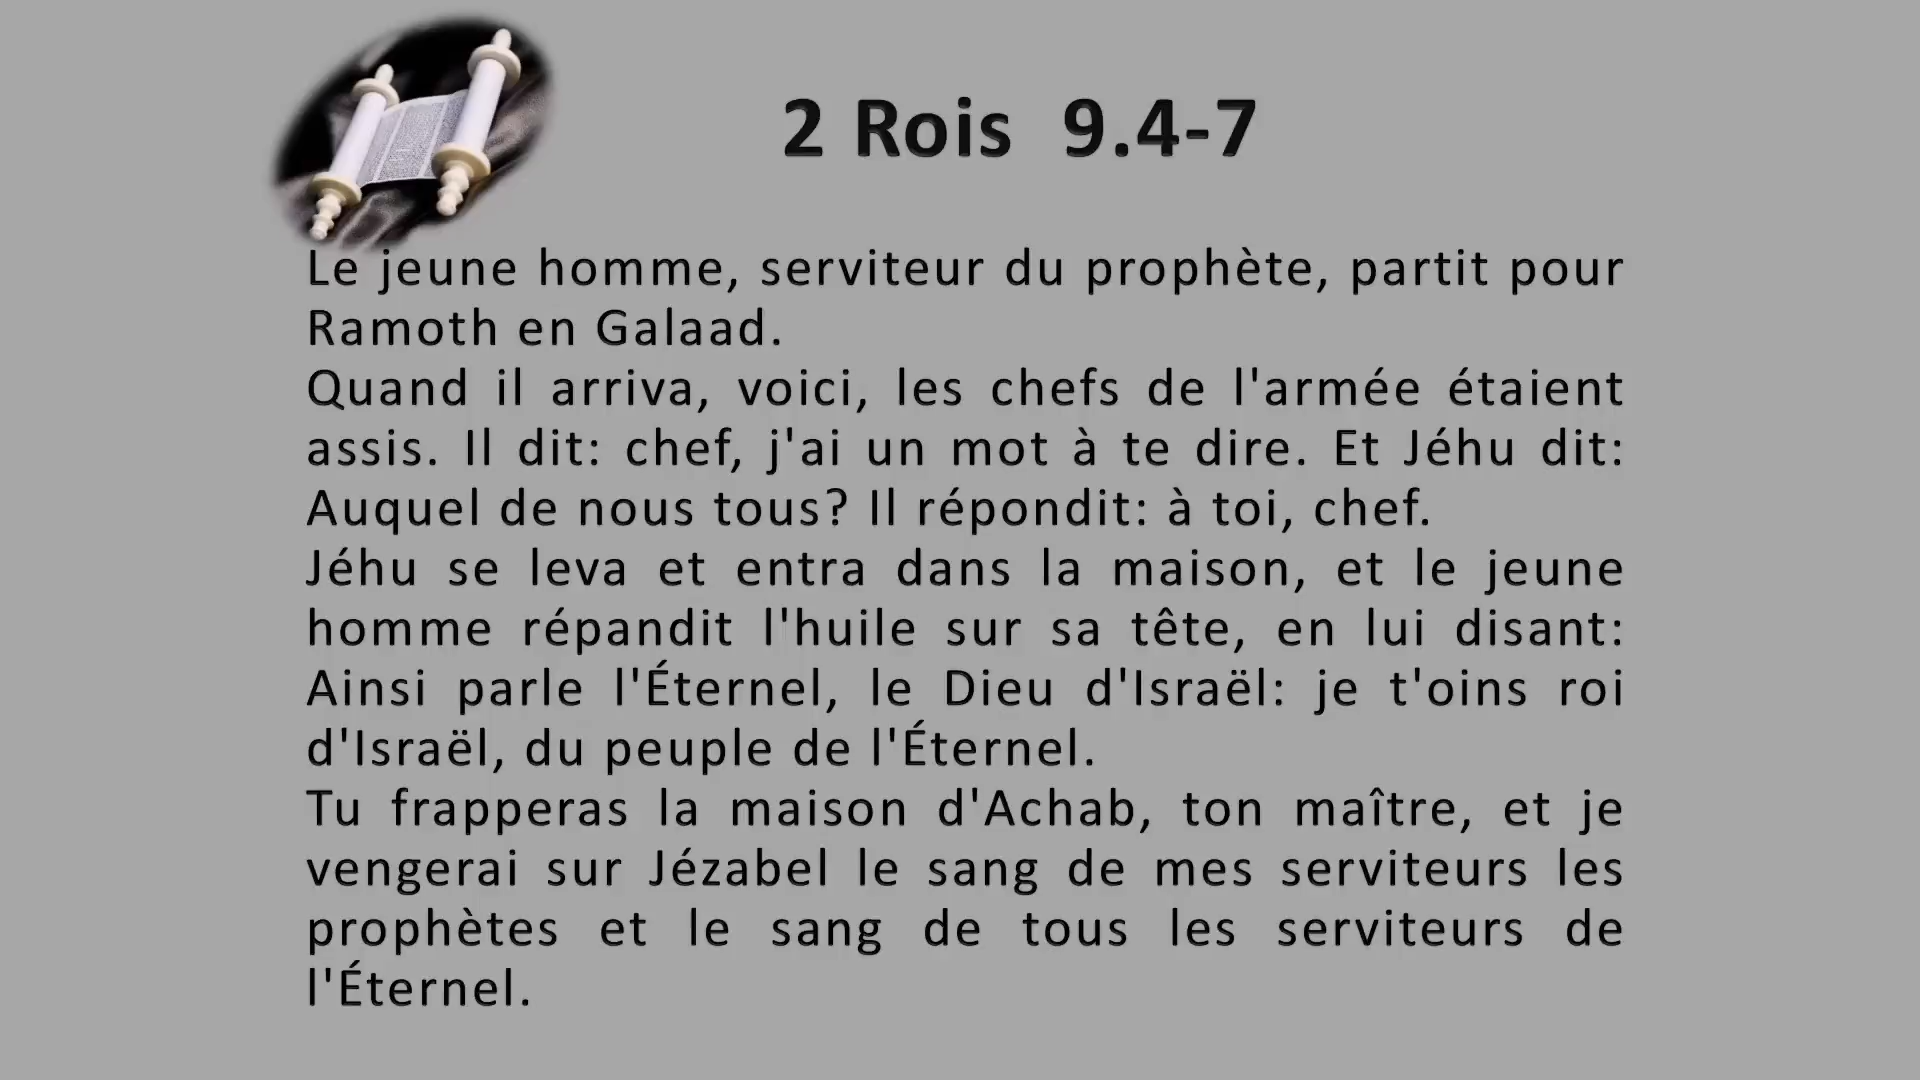 2 Rois 9.4-7
Le jeune homme, serviteur du prophète, partit pour
Ramoth en Galaad.
Quand il arriva, voici, les chefs de l'armée étaient
assis. Il dit: chef, j'ai un mot à te dire. Et Jéhu dit:
Auquel de nous tous? Il répondit: à toi, chef.
Jéhu se leva et entra dans la maison, et le jeune
homme répandit l'huile sur sa tête, en lui disant:
Ainsi parle l'Éternel, le Dieu d'Israël: je t'oins roi
d'Israël, du peuple de l'Éternel.
Tu frapperas la maison d'Achab, ton maître, et je
vengerai sur Jézabel le sang de mes serviteurs les
prophètes et le sang de tous les serviteurs de
l'Éternel.